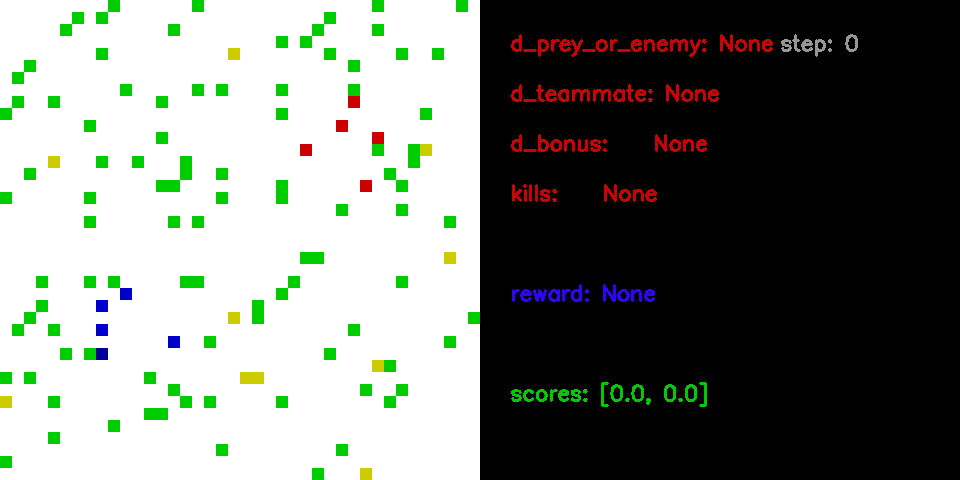 d_prey_or_enemy: None step: 0
d_teammate: None
d_bonus: None
kills: None
reward: None
scores: [0.0, 0.0]